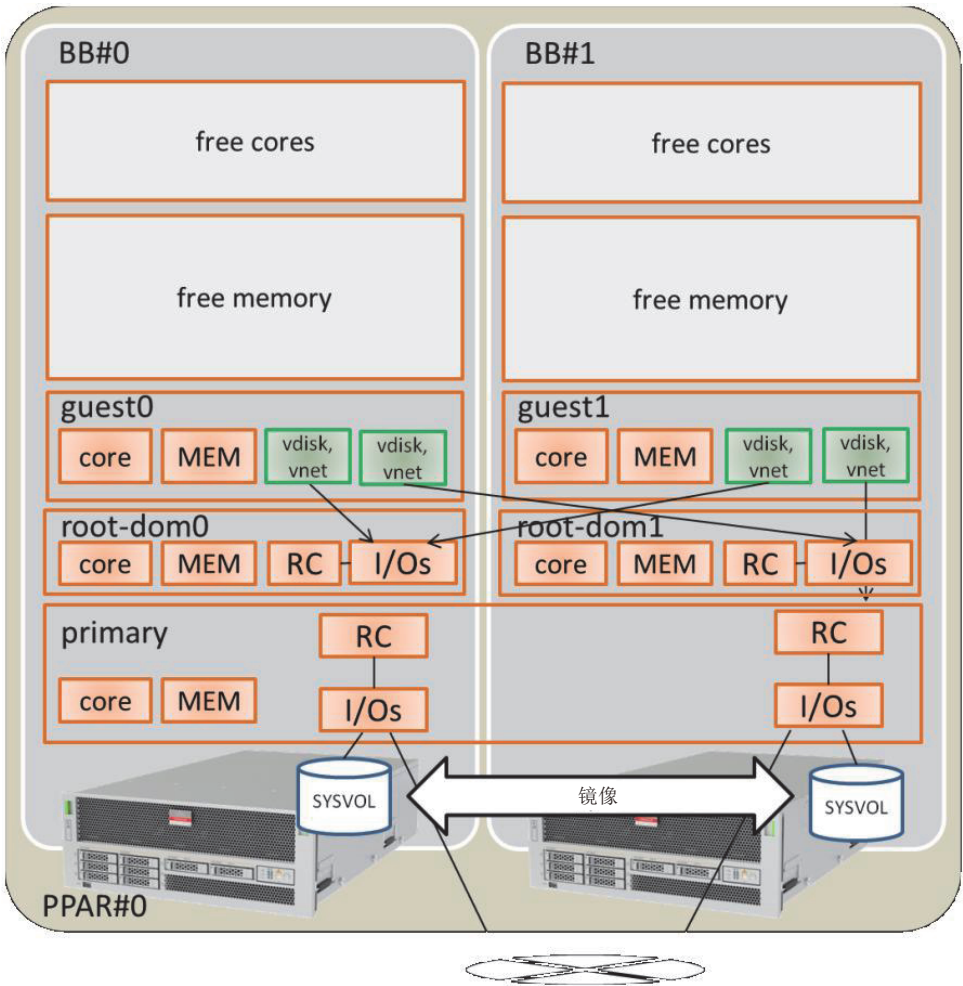 BB#0
BB#1
free cores
free cores
free memory
free memory
guest0
guest1
core
MEM
vdisk,
vnet
vdisk,
vnet
core
MEM
vdisk,
vnet
vdisk,
vnet
root-dom0
root-dom1
core
MEM
RC
I/Os
core
MEM
RC
I/Os
primary
RC
RC
core
MEM
I/Os
I/Os
SYSVOL
镜像
SYSVOL
PPAR#0